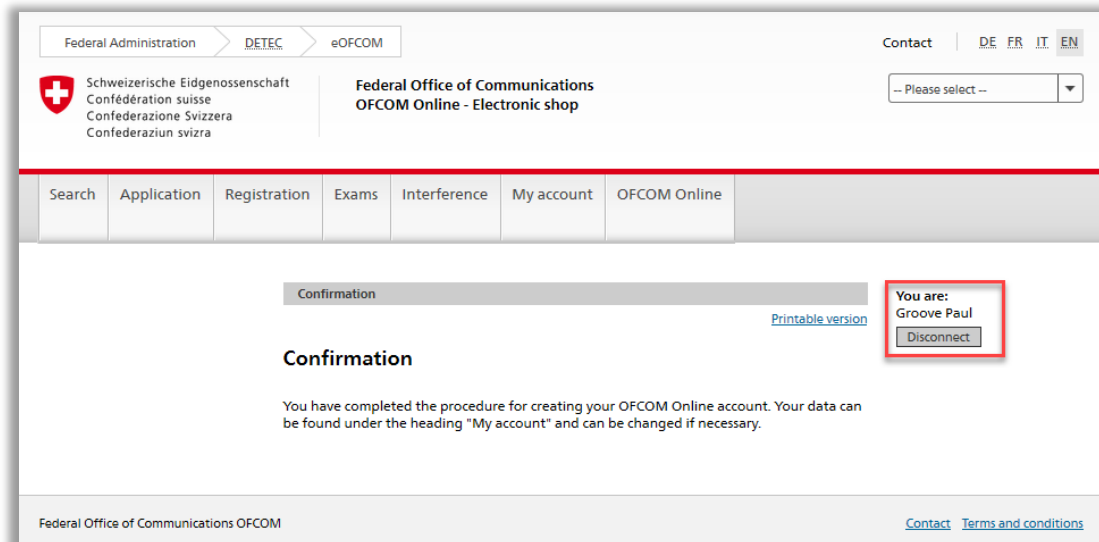 Federal Administration
DETEC
eOFCOM
Contact
DE FR IT EN
Schweizerische Eidgenossenschaft
Confédération suisse
Confederazione Svizzera
Confederaziun svizra
Federal Office of Communications
OFCOM Online - Electronic shop
-- Please select --
Search
Application
Registration
Exams
Interference
My account
OFCOM Online
Confirmation
Printable version
You are:
Groove Paul
Disconnect
Confirmation
You have completed the procedure for creating your OFCOM Online account. Your data can
be found under the heading "My account" and can be changed if necessary.
Federal Office of Communications OFCOM
Contact Terms and conditions